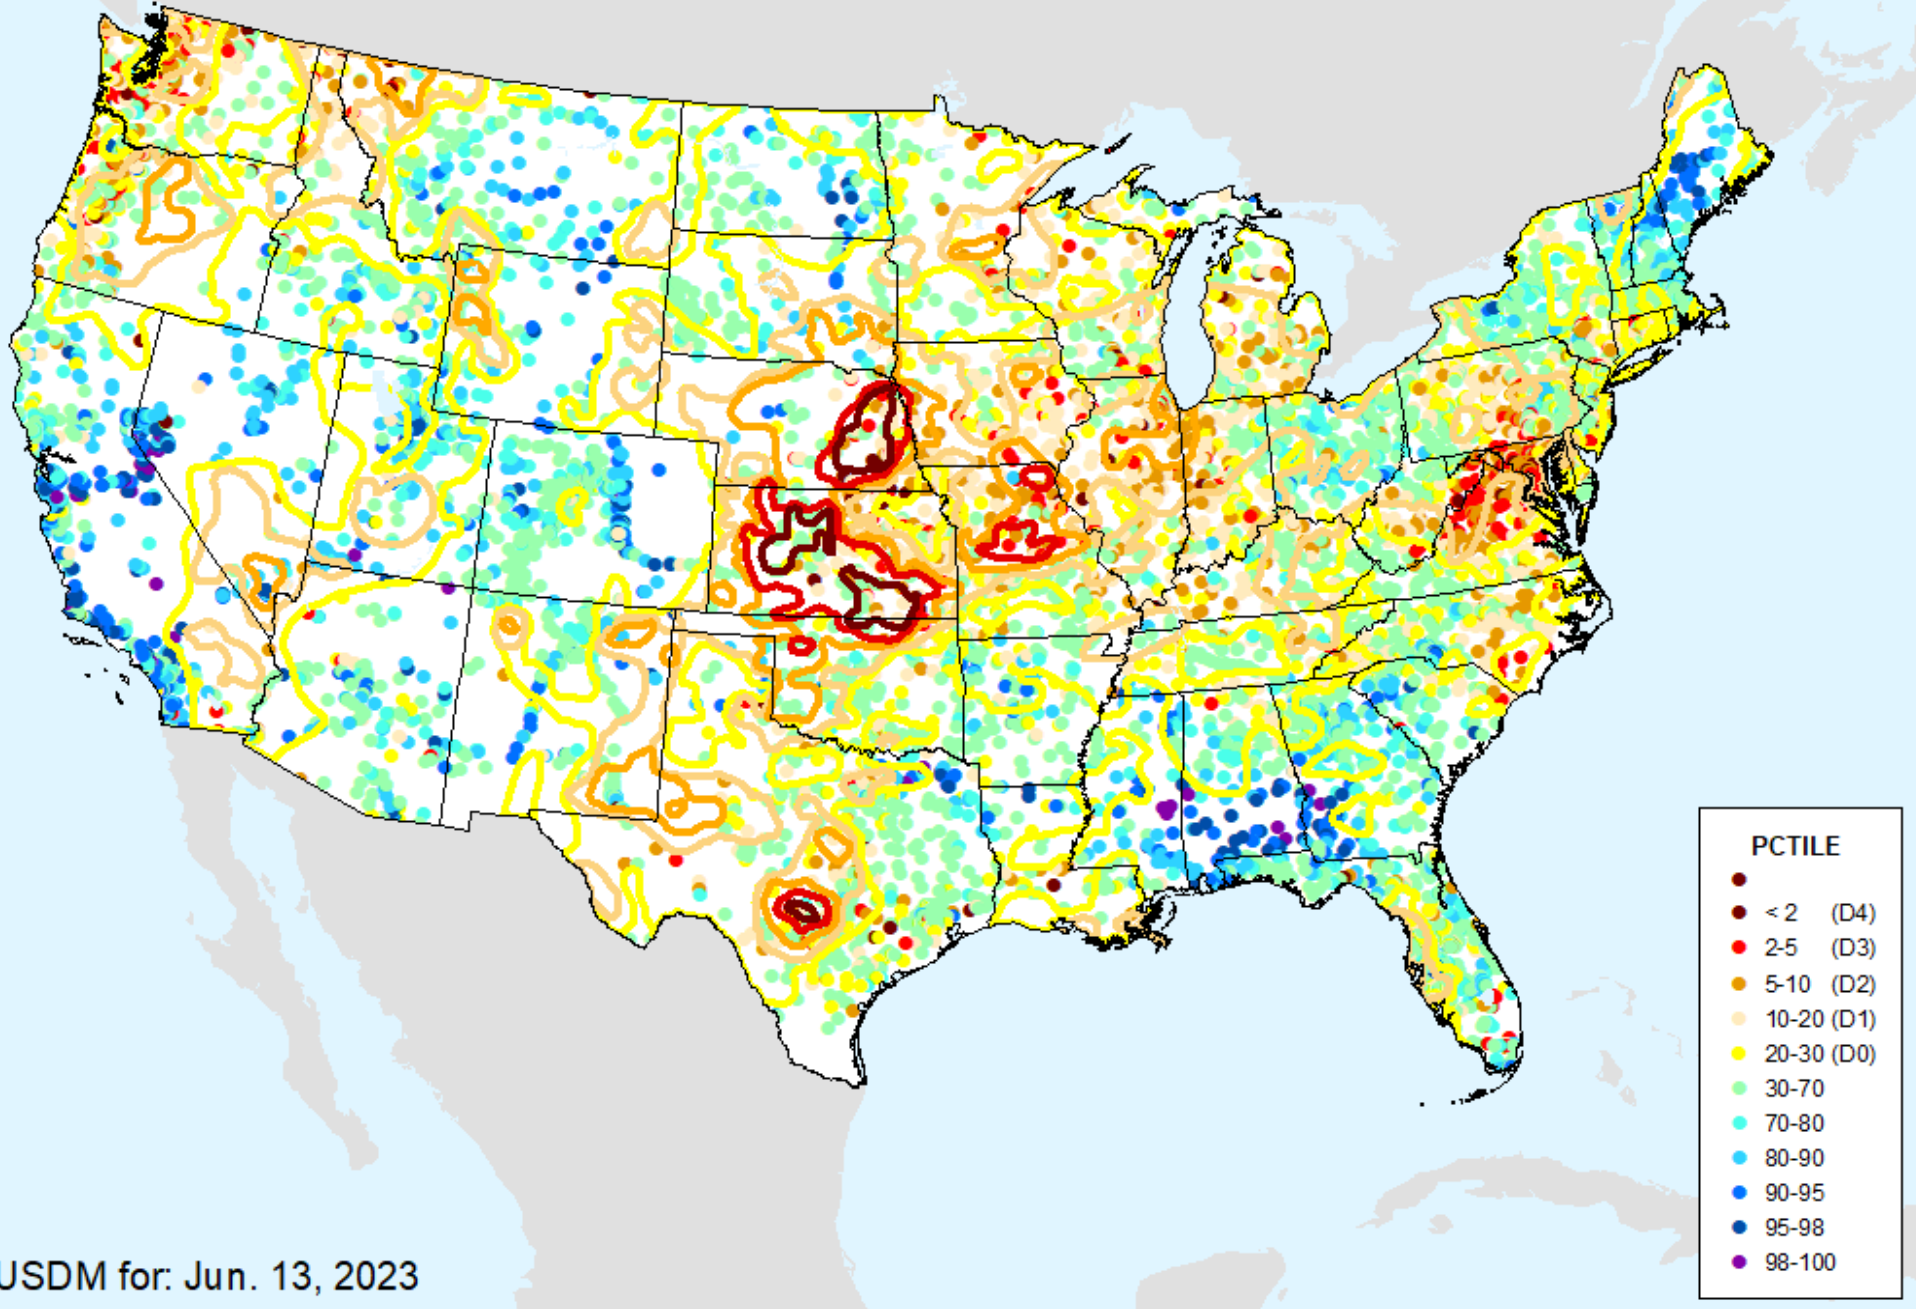 PCTILE
< 2 (D4)
2-5 (D3)
5-10 (D2)
10-20 (D1)
20-30 (D0)
30-70
70-80
80-90
90-95
95-98
98-100
USDM for: Jun. 13, 2023